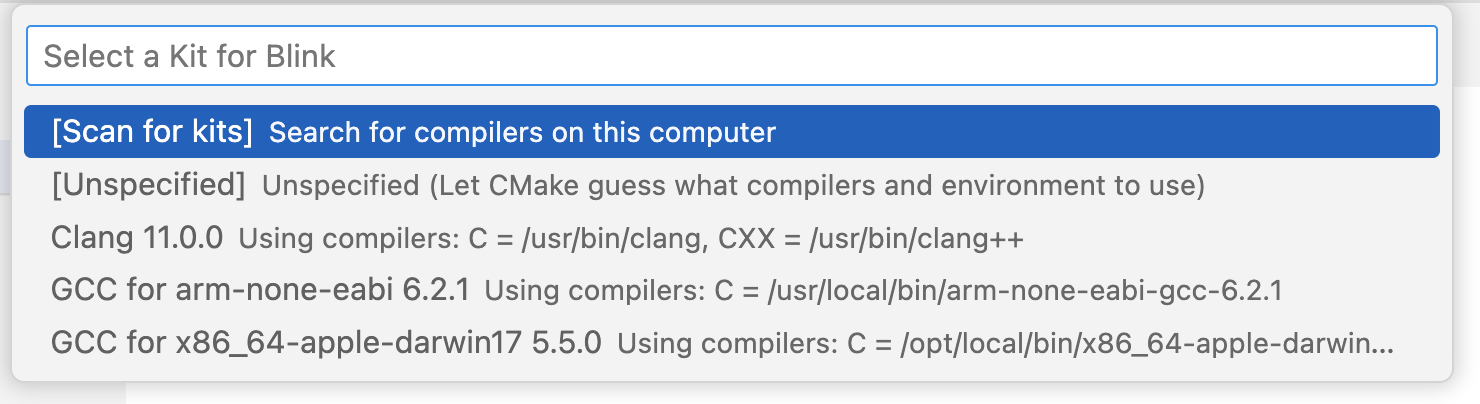 Select a Kit for Blink
[Scan for kits] Search for compilers on this computer
[Unspecified] Unspecified (Let CMake guess what compilers and environment to use)
Clang 11.0.0 Using compilers: C = /usr/bin/clang, CXX = /usr/bin/clang++
GCC for arm-none-eabi 6.2.1 Using compilers: C = /usr/local/bin/arm-none-eabi-gcc-6.2.1
GCC for x86_64-apple-darwin17 5.5.0 Using compilers: C = /opt/local/bin/x86_64-apple-darwin...